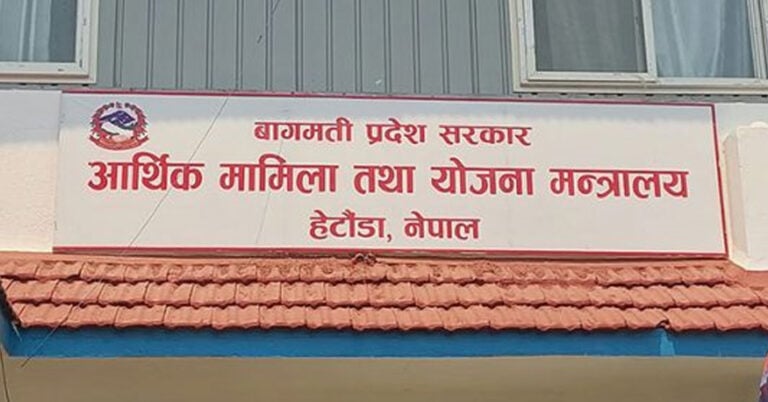 बागमती प्रदेश सरकार
आर्थिक मामिला तथा योजना मन्त्रालय
हेटौंडा, नेपाल